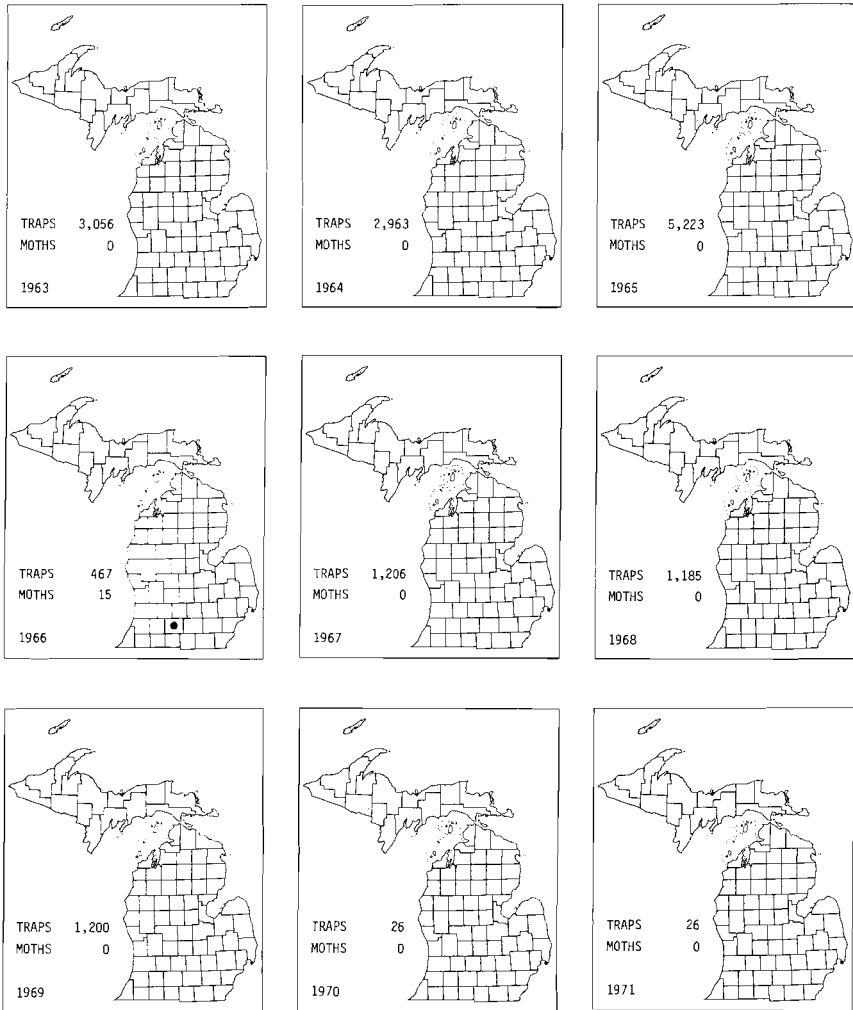 TRAPS 3,056
MOTHS 0
1963
TRAPS 2,963
MOTHS 0
1964
TRAPS 5,223
MOTHS 0
1965
TRAPS 467
MOTHS 15
1966
TRAPS 1,206
MOTHS 0
1967
TRAPS 1,185
MOTHS 0
1968
TRAPS 1,200
MOTHS 0
1969
TRAPS 26
MOTHS 0
1970
TRAPS 26
MOTHS 0
1971